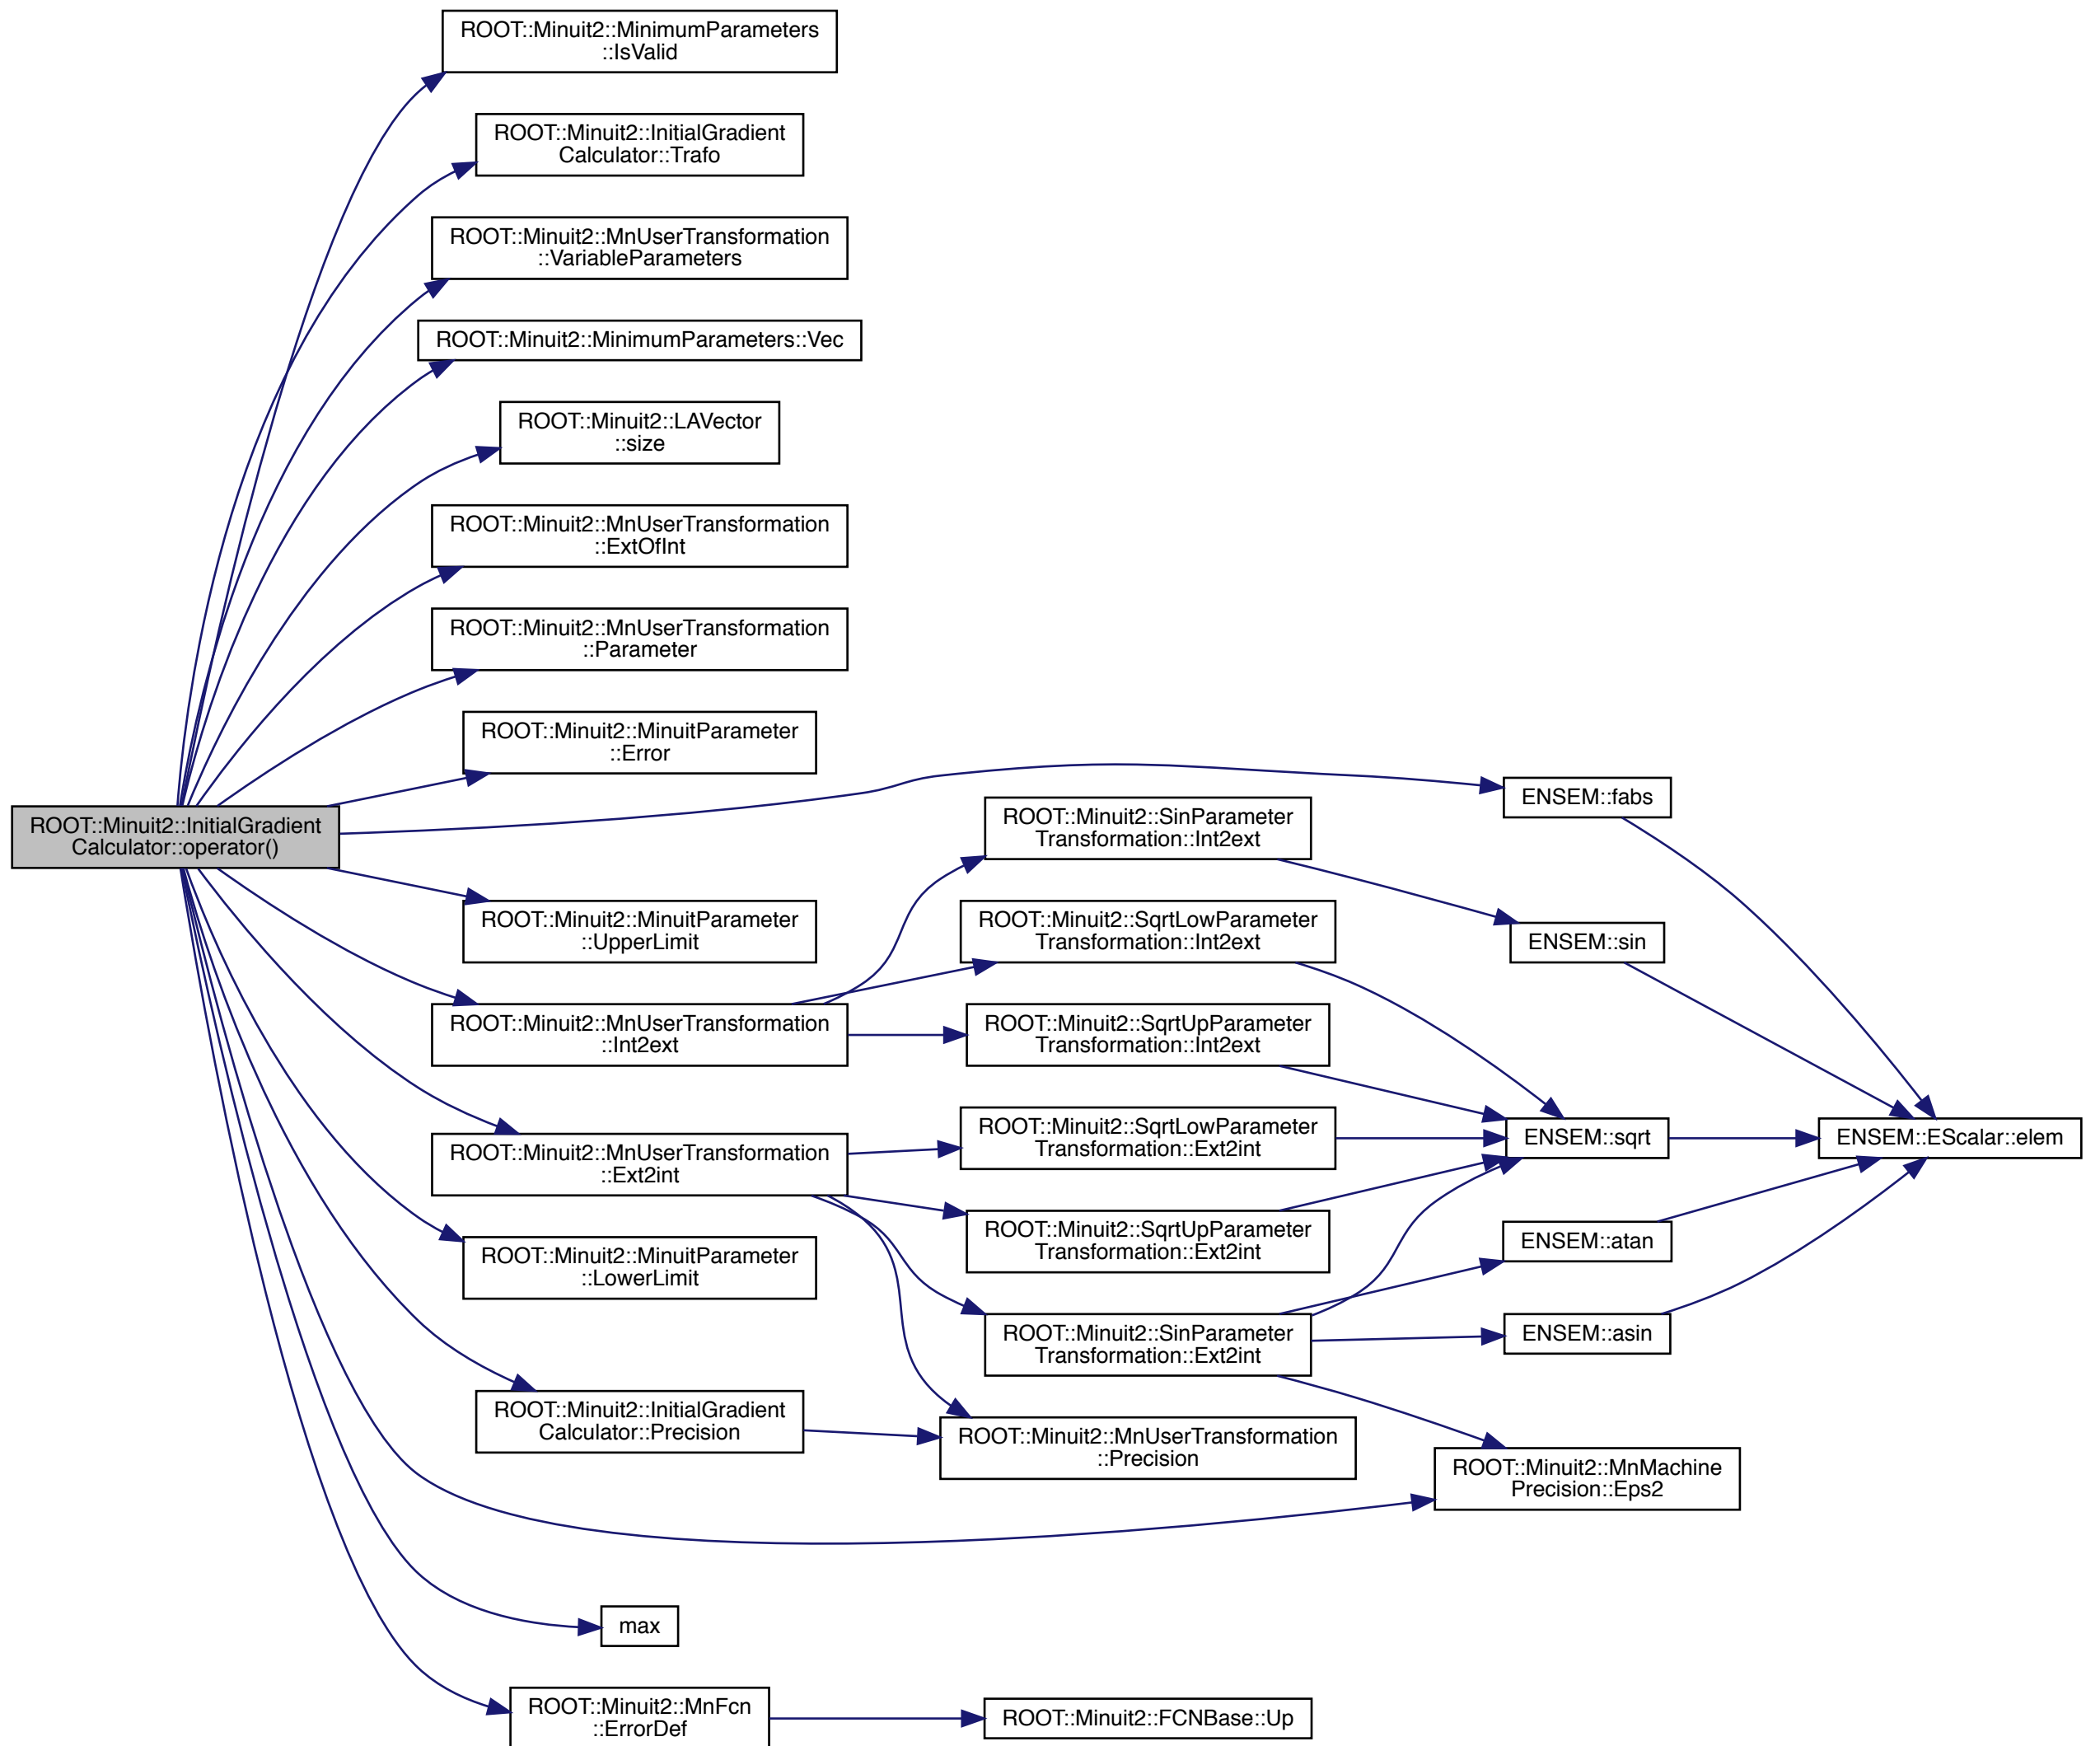 ROOT::Minuit2::MinimumParameters
::IsValid
ROOT::Minuit2::InitialGradient
Calculator::Trafo
ROOT::Minuit2::MnUserTransformation
::VariableParameters
ROOT::Minuit2::MinimumParameters::Vec
ROOT::Minuit2::LAVector
::size
ROOT::Minuit2::MnUserTransformation
::ExtOfInt
ROOT::Minuit2::MnUserTransformation
::Parameter
ROOT::Minuit2::MinuitParameter
::Error
ROOT::Minuit2::InitialGradient
Calculator::operator()
ROOT::Minuit2::MinuitParameter
::UpperLimit
ROOT::Minuit2::MnUserTransformation
::Int2ext
ROOT::Minuit2::MnUserTransformation
::Ext2int
ROOT::Minuit2::MinuitParameter
::LowerLimit
ROOT::Minuit2::InitialGradient
Calculator::Precision
max
ROOT::Minuit2::MnFcn
::ErrorDef
ROOT::Minuit2::SinParameter
Transformation::Int2ext
ROOT::Minuit2::SqrtLowParameter
Transformation::Int2ext
ROOT::Minuit2::SqrtUpParameter
Transformation::Int2ext
ROOT::Minuit2::SqrtLowParameter
Transformation::Ext2int
ROOT::Minuit2::SqrtUpParameter
Transformation::Ext2int
ROOT::Minuit2::SinParameter
Transformation::Ext2int
ROOT::Minuit2::MnUserTransformation
::Precision
ROOT::Minuit2::FCNBase::Up
ENSEM::fabs
ENSEM::sin
ENSEM::sqrt
ENSEM::atan
ENSEM::asin
ROOT::Minuit2::MnMachine
Precision::Eps2
ENSEM::EScalar::elem